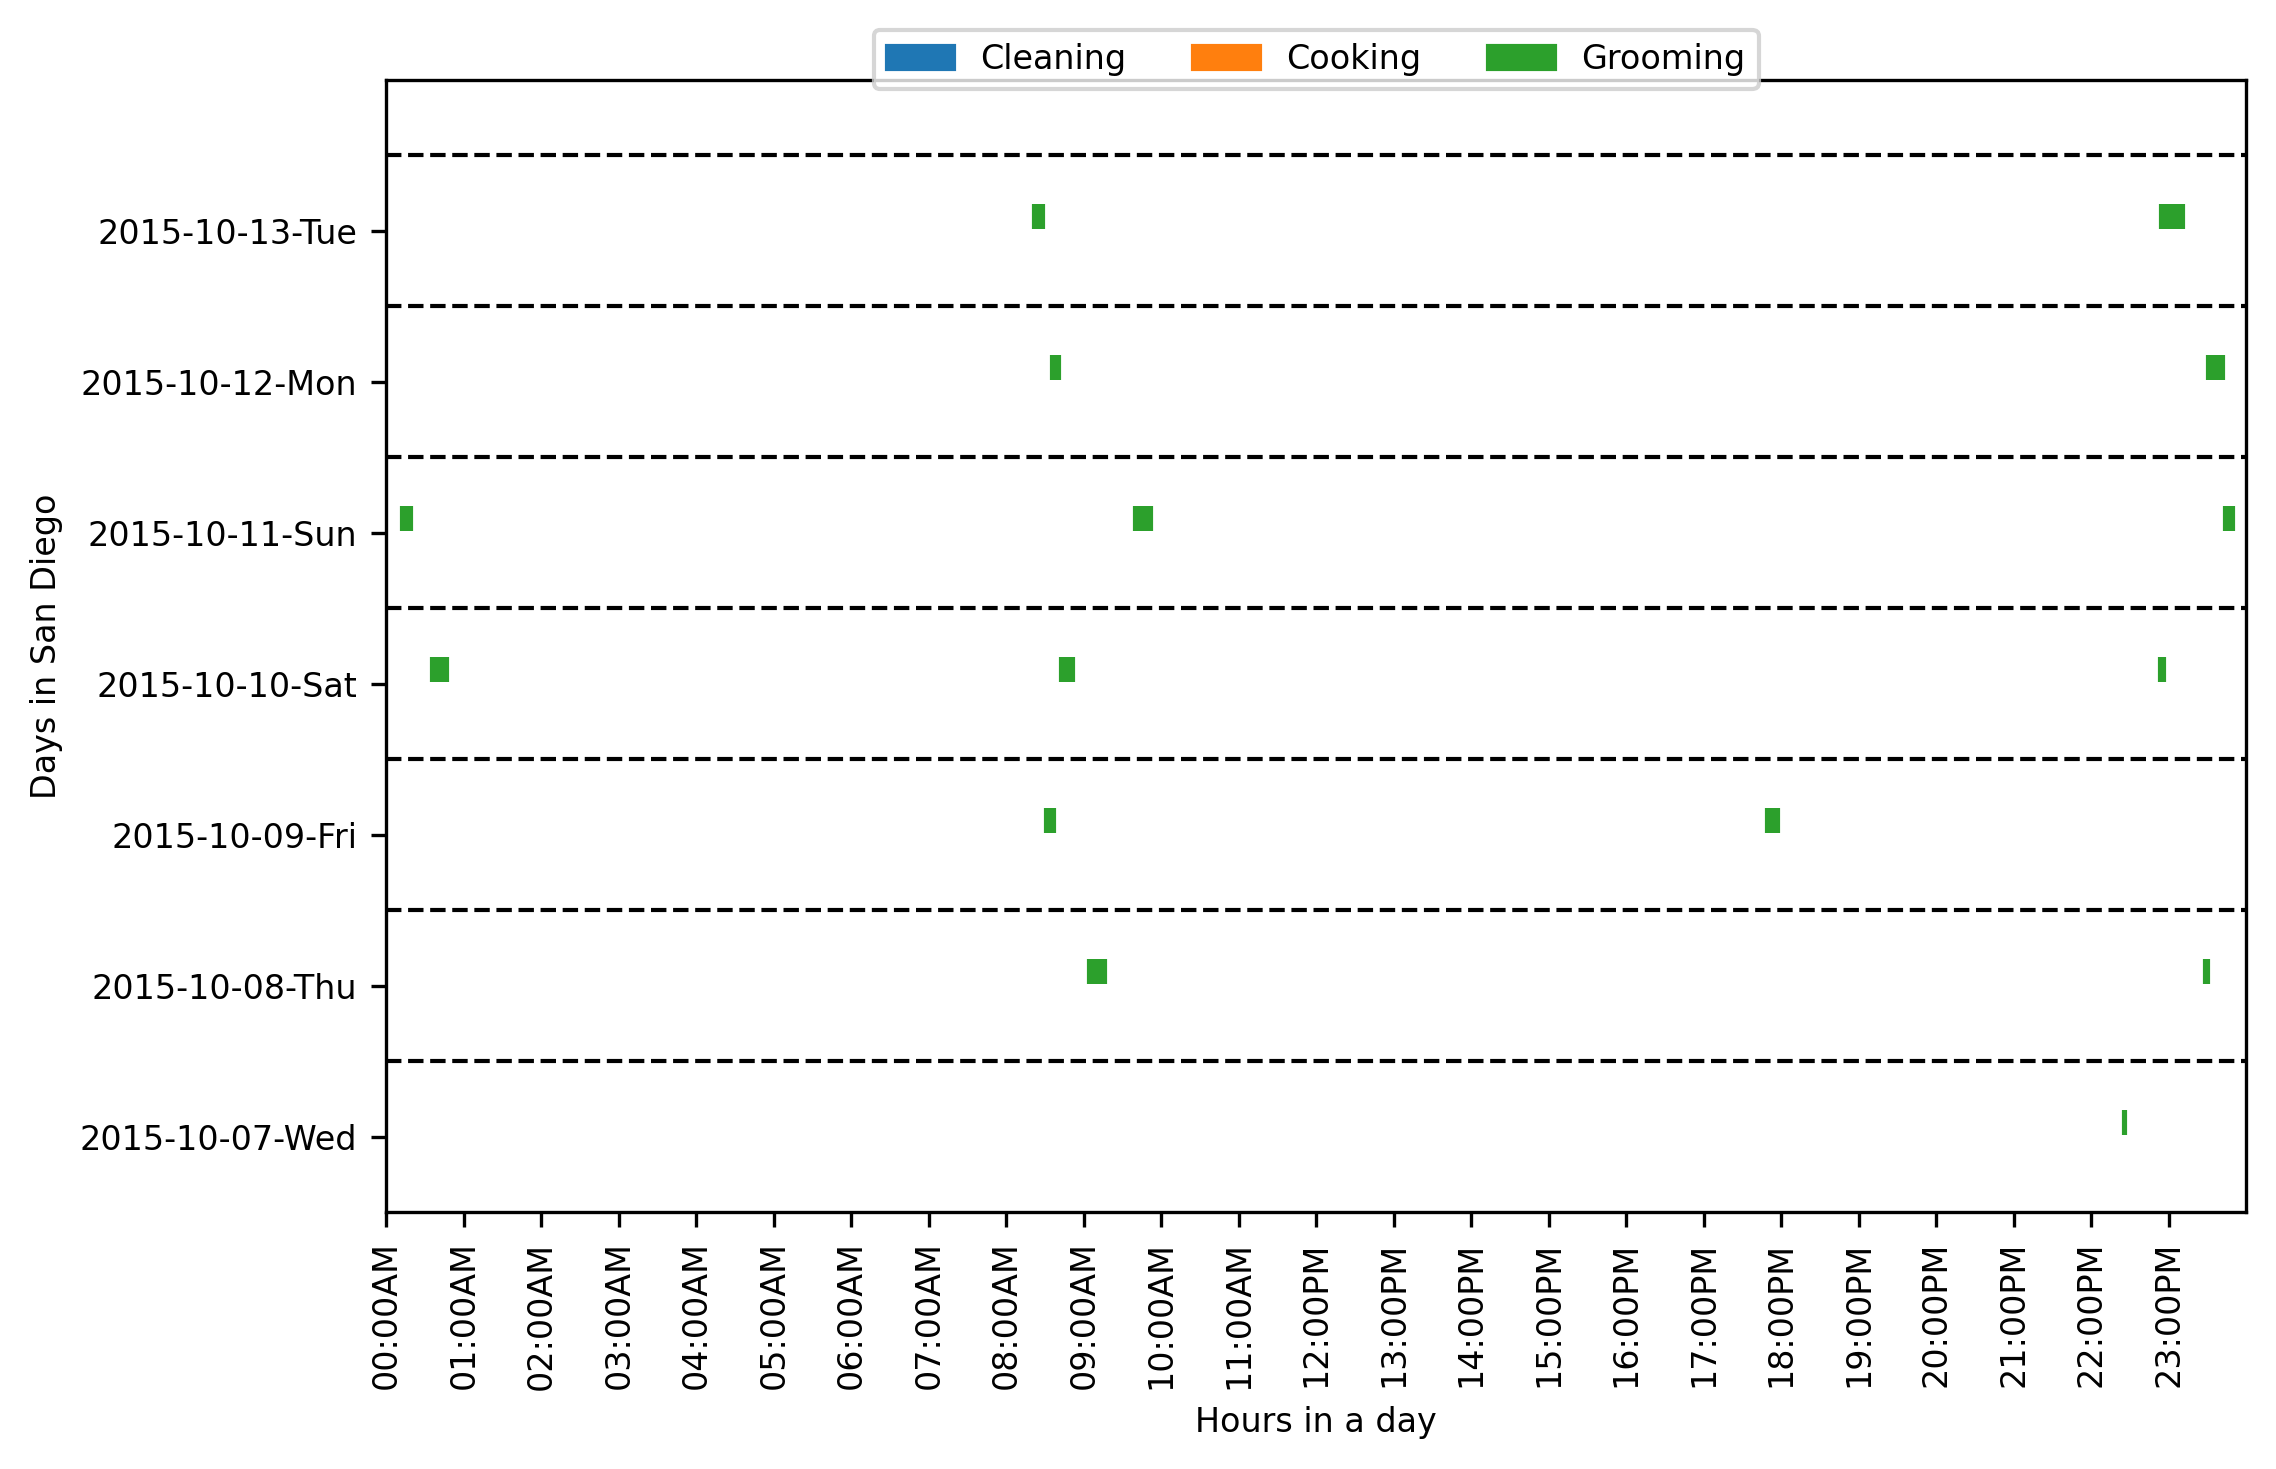 Cleaning Cooking Grooming
2015-10-13-Tue
2015-10-12-Mon
2015-10-11-Sun
2015-10-10-Sat
2015-10-09-Fri
2015-10-08-Thu
2015-10-07-Wed
Days in San Diego
00:00AM
01:00AM
02:00AM
03:00AM
04:00AM
05:00AM
06:00AM
07:00AM
08:00AM
09:00AM
10:00AM
11:00AM
12:00PM
13:00PM
14:00PM
15:00PM
16:00PM
17:00PM
18:00PM
19:00PM
20:00PM
21:00PM
22:00PM
23:00PM
Hours in a day